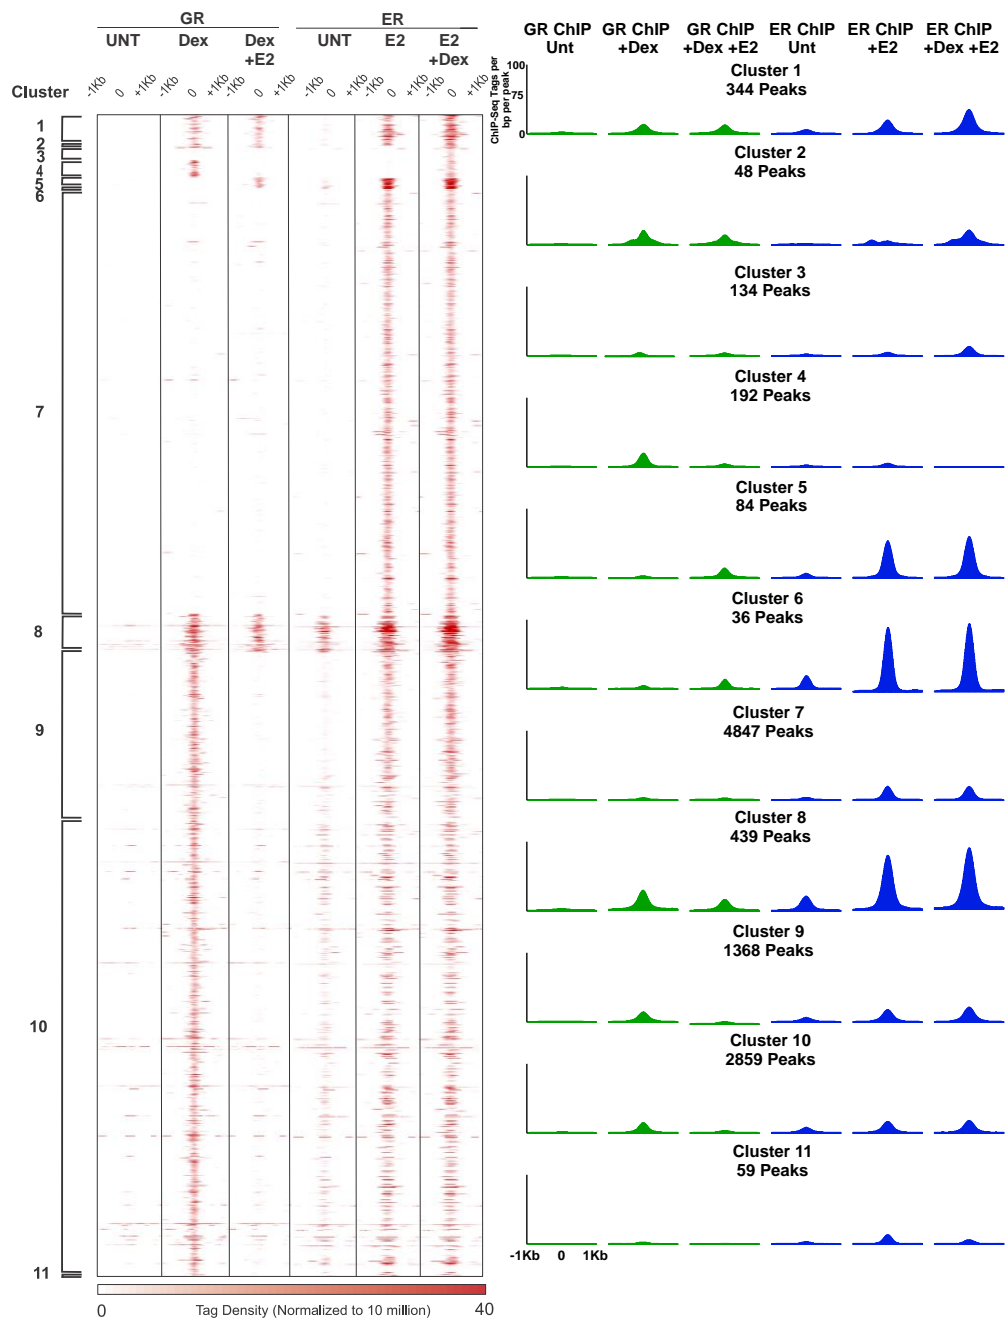 GR
ER
UNT
Dex
Dex
+E2
UNT
E2
E2
+Dex
Cluster
-1Kb 0 +1Kb -1Kb 0 +1Kb -1Kb 0 +1Kb -1Kb 0 +1Kb -1Kb 0 +1Kb -1Kb 0 +1Kb
1
2
3
4
5
6
7
8
9
10
11
0
Tag Density (Normalized to 10 million)
40
GR ChIP
Unt
GR ChIP
+Dex
GR ChIP
+Dex +E2
ER ChIP
Unt
ER ChIP
+E2
ER ChIP
+Dex +E2
ChIP-Seq Tags per
bp per peak
100
75
0
Cluster 1
344 Peaks
Cluster 2
48 Peaks
Cluster 3
134 Peaks
Cluster 4
192 Peaks
Cluster 5
84 Peaks
Cluster 6
36 Peaks
Cluster 7
4847 Peaks
Cluster 8
439 Peaks
Cluster 9
1368 Peaks
Cluster 10
2859 Peaks
Cluster 11
59 Peaks
-1Kb 0 1Kb